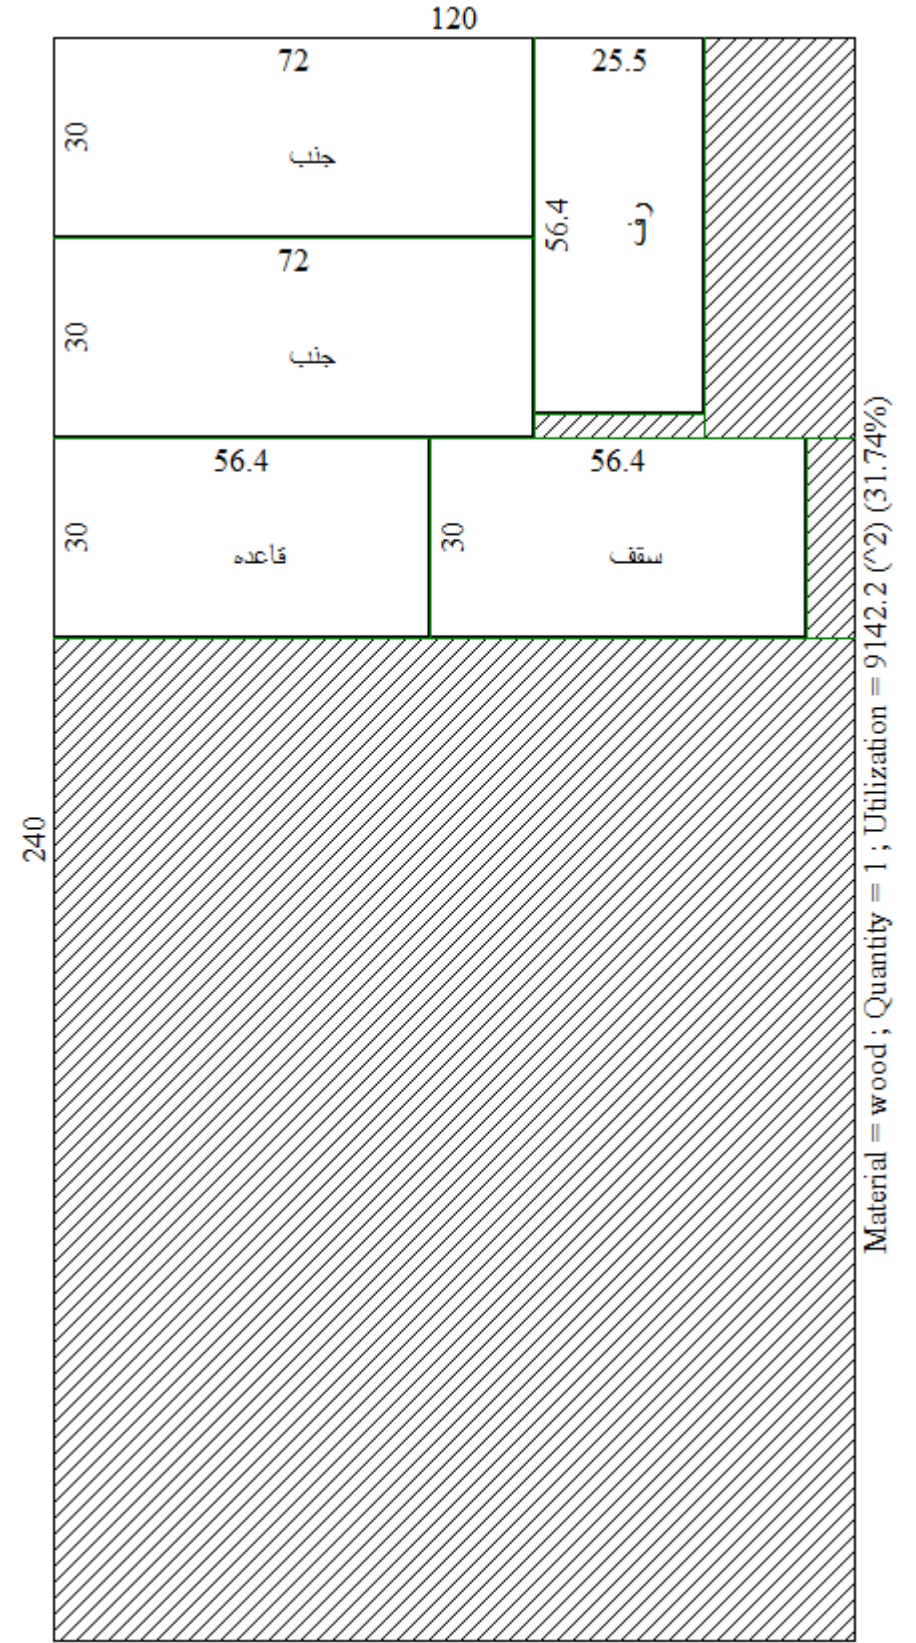 120
72
25.5
30
جنب
56.4
رف
72
30
جنب
56.4
56.4
30
قاعده
30
سقف
240
Material = wood ; Quantity = 1 ; Utilization = 9142.2 (^2) (31.74%)